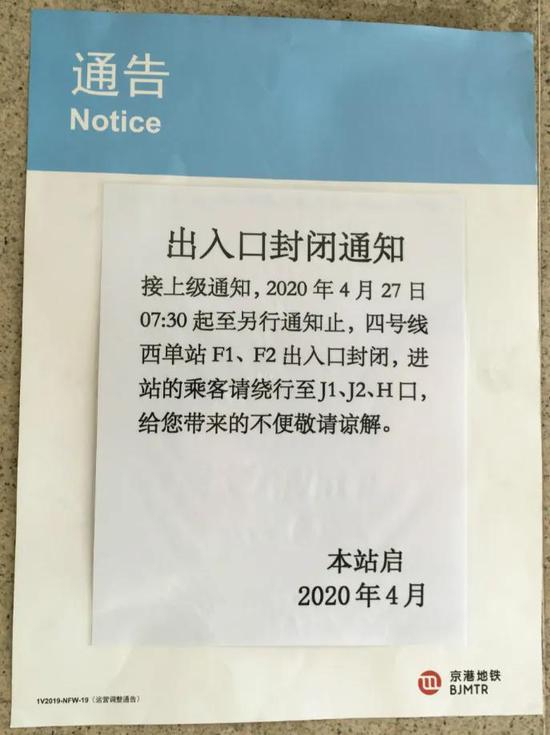 通告
Notice
出入口封闭通知
接上级通知，2020 年 4 月 27 日
07:30 起至另行通知止，四号线
西单站 F1、F2 出入口封闭，进
站的乘客请绕行至 J1、J2、H 口，
给您带来的不便敬请谅解。
本站启
2020 年 4 月
1V2019-NFW-19（运营调整通告）
京港地铁
BJMTR